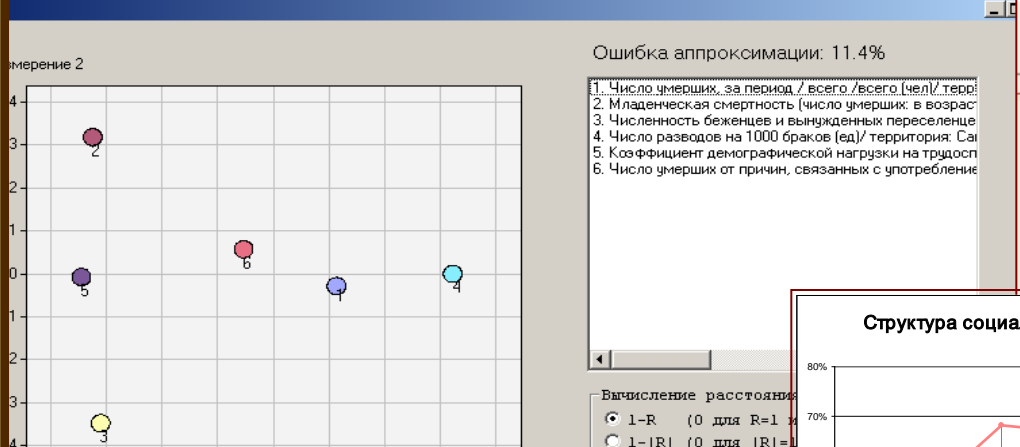 змерение 2
4
3
2
1
0
1
2
3
4
2
6
5
1
4
3
Ошибка аппроксимации: 11.4%
1. Число умерших, за период / всего /всего (чел)/ терр
2. Младенческая смертность (число умерших: в возраст
3. Численность беженцев и вынужденных переселенце
4. Число разводов на 1000 браков (ед)/ территория: Сан
5. Коэффициент демографической нагрузки на трудосп
6. Число умерших от причин, связанных с употребление
Вычисление расстояния
1-R (0 для R=1 и
1-|R| (0 для |R|=1
Структура социа
80%
70%